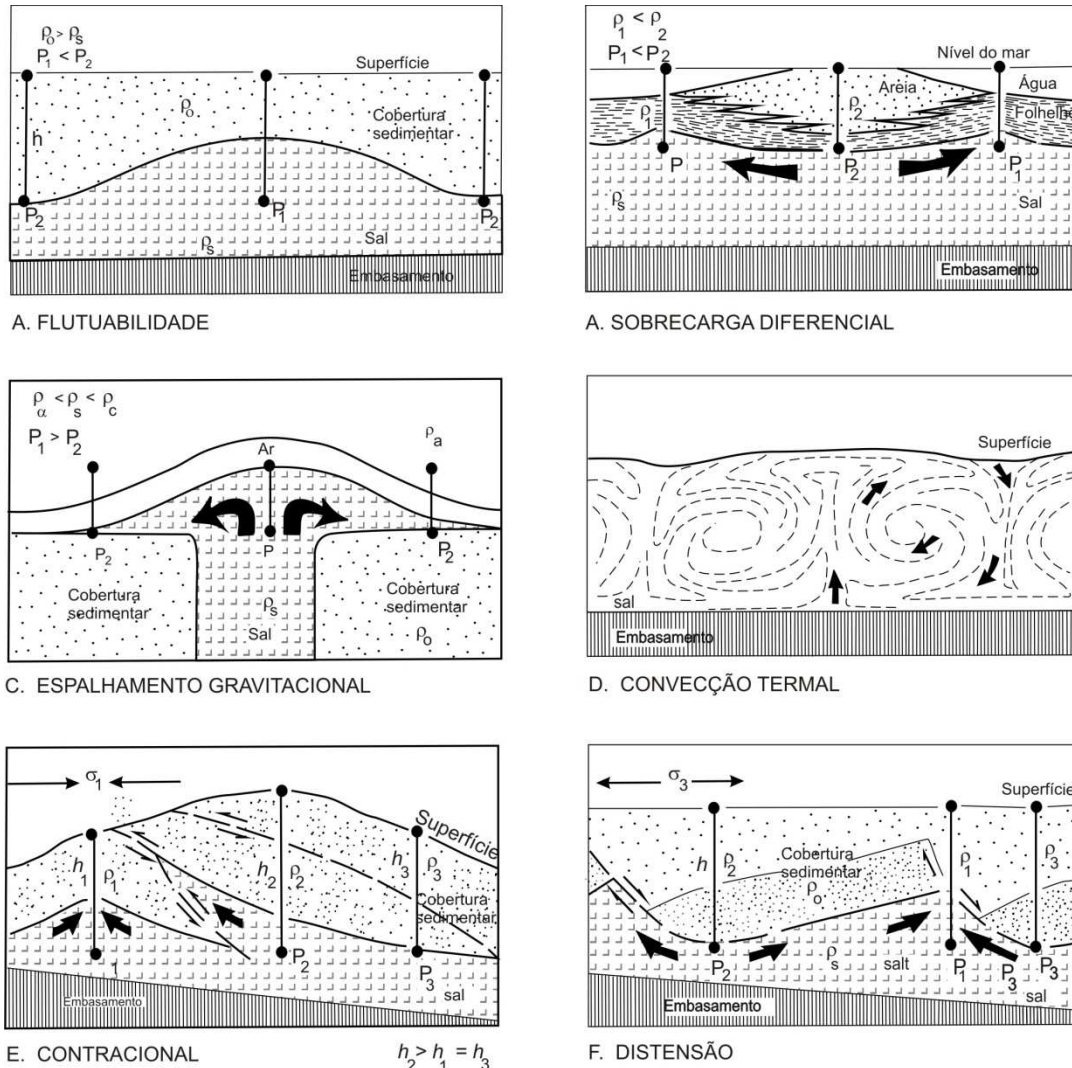 ρo > ρs
P1 < P2
Superfície
ρo
Cobertura
sedimentar
h
P2
P1
P2
Sal
ρs
Embasamento
A. FLUTUABILIDADE
ρ1 < ρ2
P1 < P2
Nível do mar
Areia
Água
ρ1
ρ2
Folhelho
P
P2
P1
ρs
Sal
Embasamento
A. SOBRECARGA DIFERENCIAL
ρα < ρs < ρc
P1 > P2
Ar
ρa
P2
P
P2
Cobertura
sedimentar
ρs
Sal
Cobertura
sedimentar
ρo
C. ESPALHAMENTO GRAVITACIONAL
Superfície
sal
Embasamento
D. CONVECÇÃO TERMAL
σ1
Superfície
h1
ρ1
h2
ρ2
h3
ρ3
Cobertura
sedimentar
1
P2
P3
sal
Embasamento
E. CONTRACIONAL
h2 > h1 = h3
σ3
Superfície
h
ρ2
Cobertura
sedimentar
ρo
ρ1
ρ3
P2
ρs
salt
P1
P3
P3
sal
Embasamento
F. DISTENSÃO